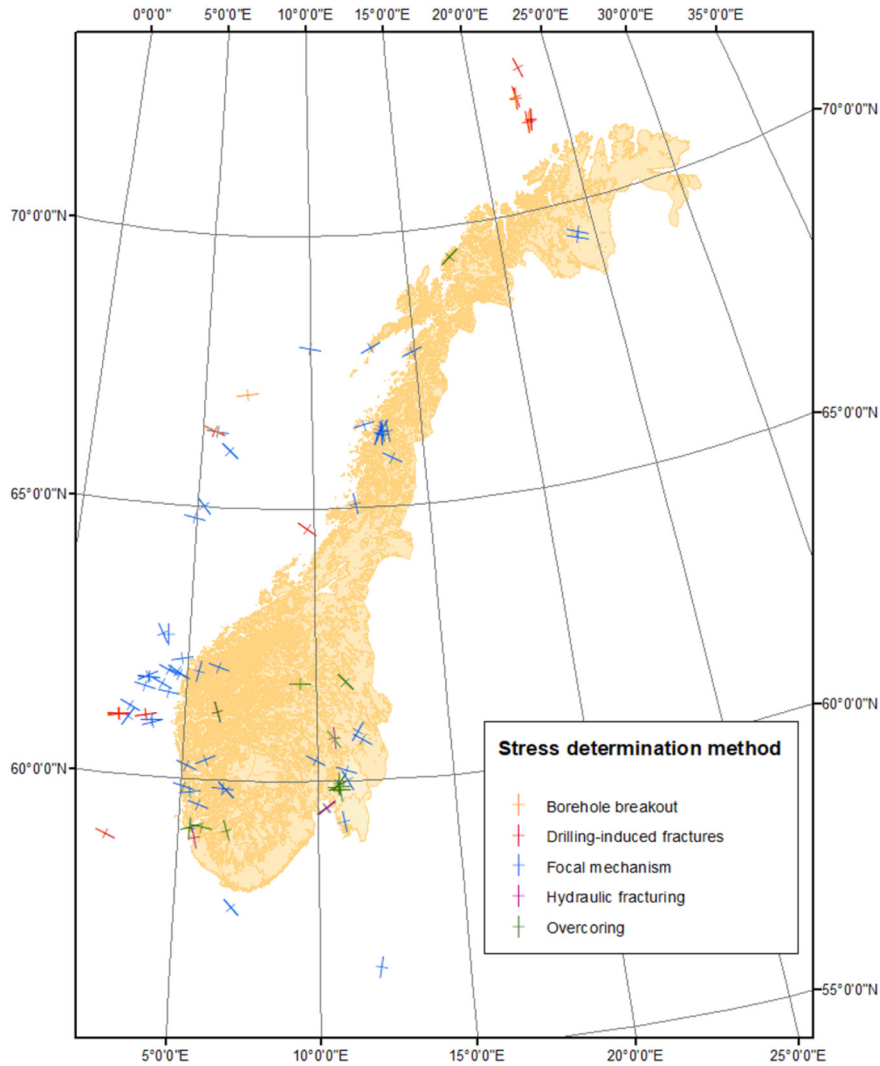 0°0'0" 5°0'0"E 10°0'0"E 15°0'0"E 20°0'0"E 25°0'0"E 30°0'0"E 35°0'0"E
70°0'0"N
70°0'0"N
65°0'0"N
65°0'0"N
60°0'0"N
60°0'0"N
Stress determination method
Borehole breakout
Drilling-induced fractures
Focal mechanism
Hydraulic fracturing
Overcoring
55°0'0"N
5°0'0"E 10°0'0"E 15°0'0"E 20°0'0"E 25°0'0"E